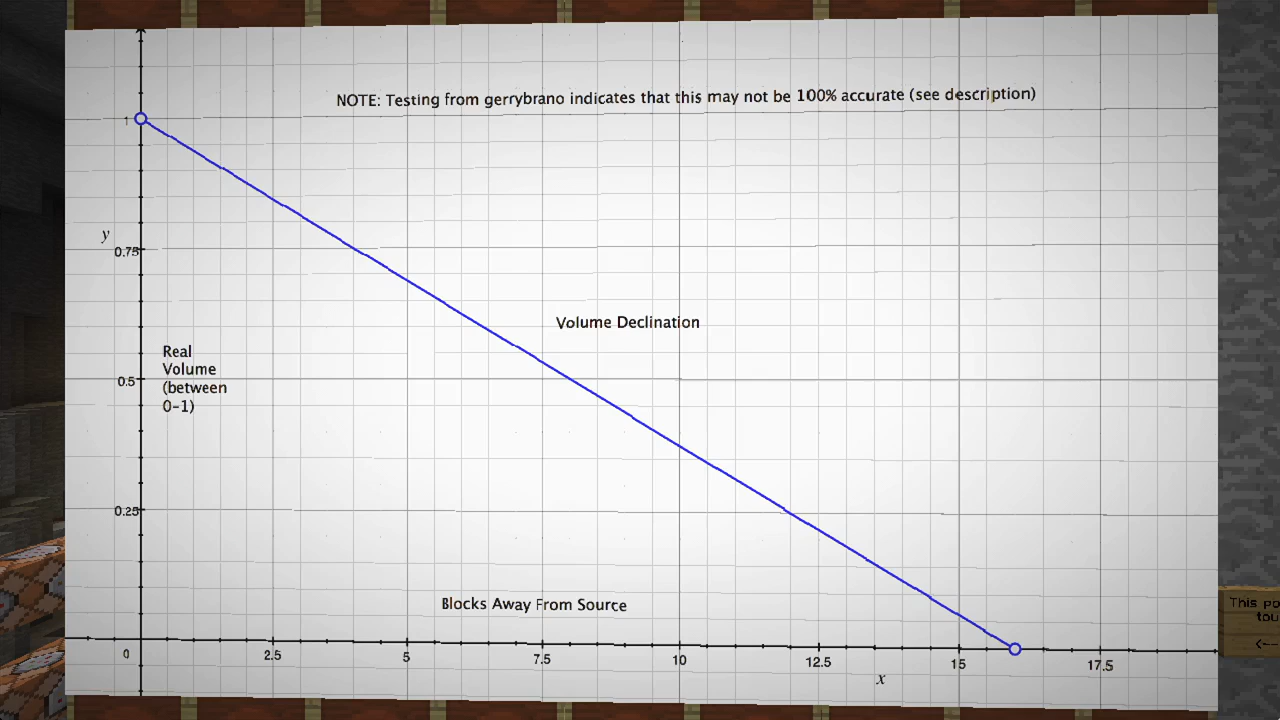 NOTE: Testing from gerrybrano indicates that this may not be 100% accurate (see description)
1
y
0.75
Volume Declination
Real
Volume
(between
0-1)
0.5
0.25
Blocks Away From Source
This po
tou
<--
0
2.5
5
7.5
10
12.5
15
17.5
x